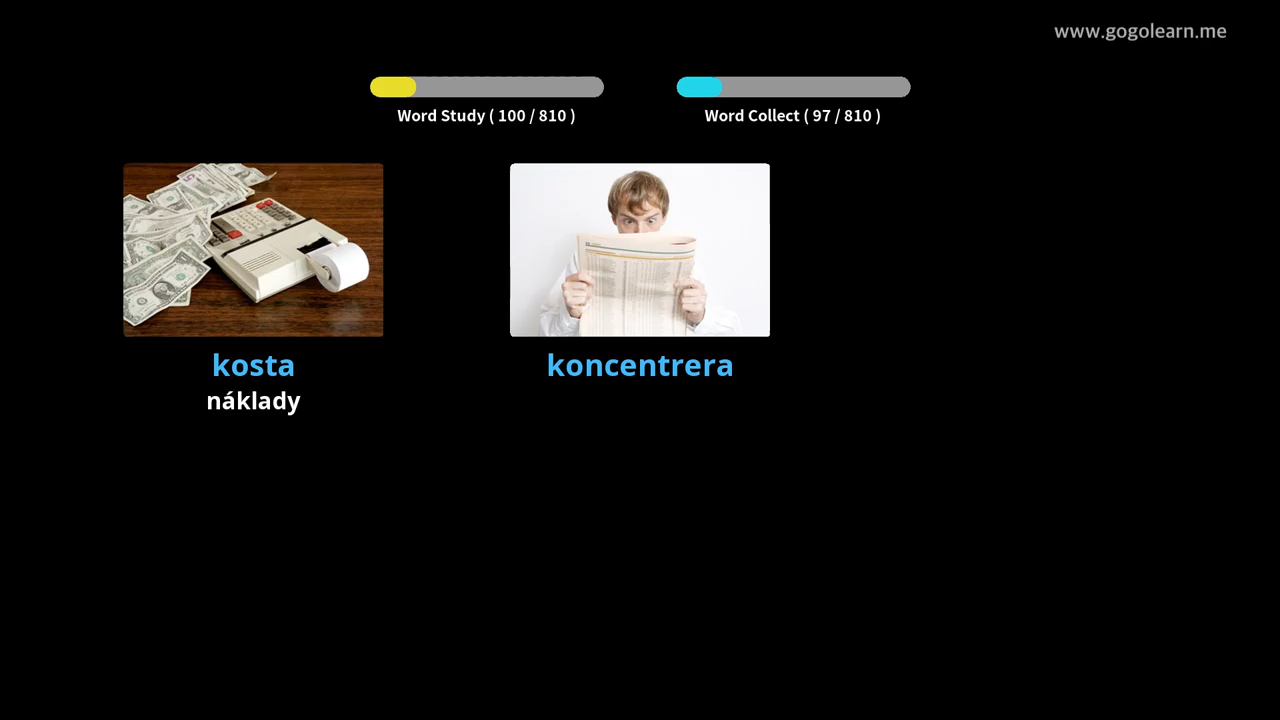 www.gogolearn.me
Word Study ( 100 / 810 )
Word Collect ( 97 / 810 )
kosta
náklady
koncentrera